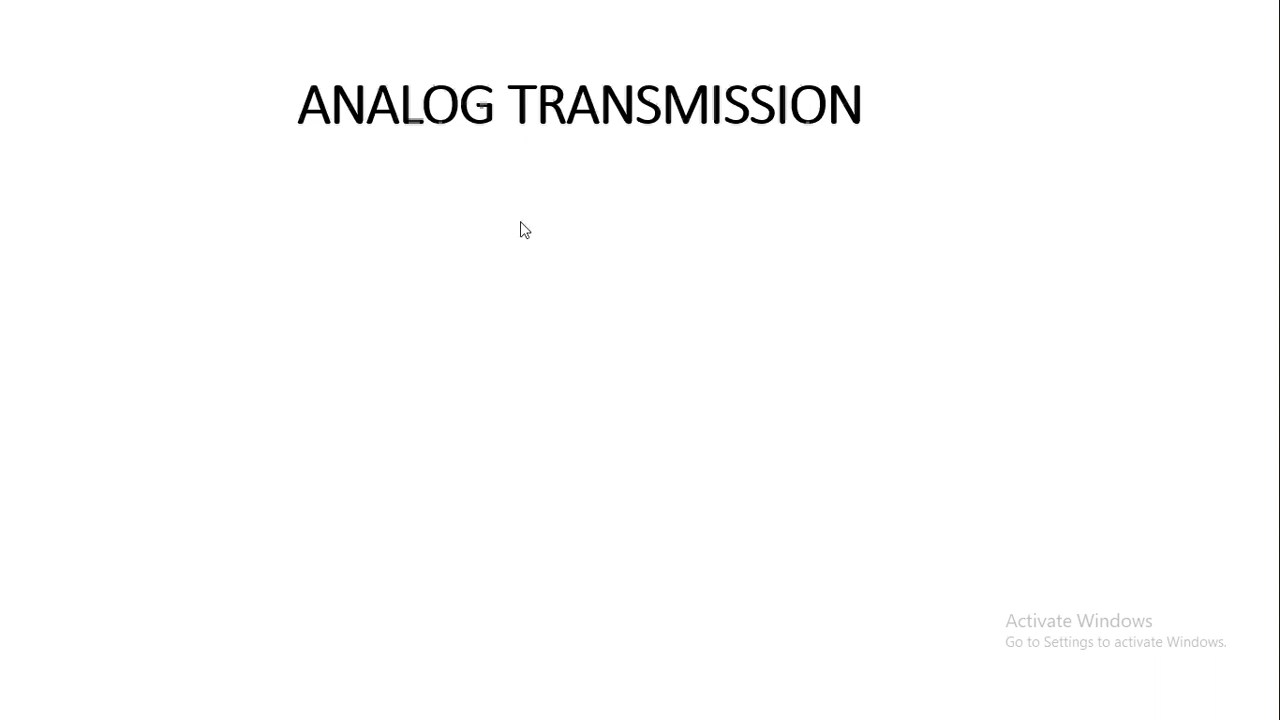 ANALOG TRANSMISSION
Activate Windows
Go to Settings to activate Windows.